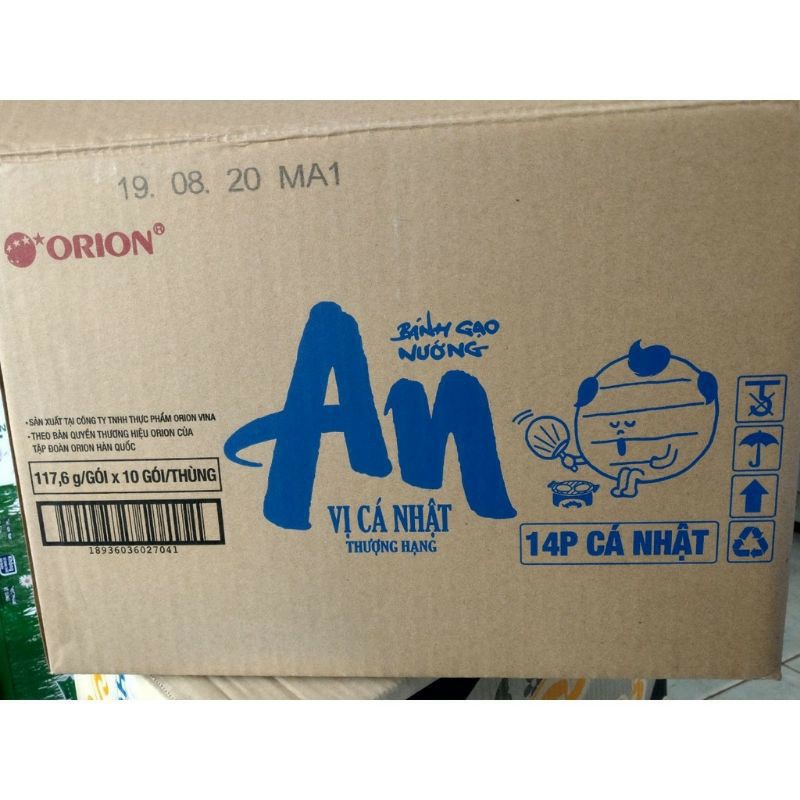 19. 08. 20 MA1
ORION®
BÁNH GẠO
NƯỚNG
An
• SẢN XUẤT TẠI CÔNG TY TNHH THỰC PHẨM ORION VINA
• THEO BẢN QUYỀN THƯƠNG HIỆU ORION CỦA
TẬP ĐOÀN ORION HÀN QUỐC
117,6 g/GÓI x 10 GÓI/THÙNG
18936036027041
VỊ CÁ NHẬT
THƯỢNG HẠNG
14P CÁ NHẬT